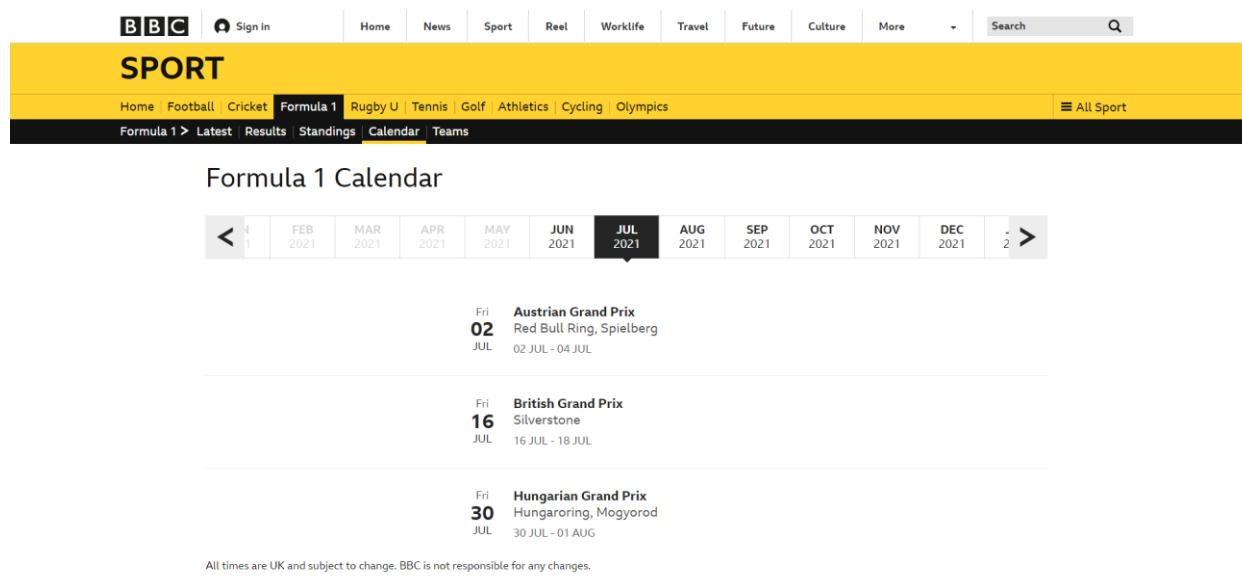 BBC Sign in Home News Sport Reel Worklife Travel Future Culture More Search
SPORT
Home Football Cricket Formula 1 Rugby U Tennis Golf Athletics Cycling Olympics All Sport
Formula 1 > Latest Results Standings Calendar Teams
Formula 1 Calendar
FEB MAR APR MAY JUN JUL AUG SEP OCT NOV DEC
2021 2021 2021 2021 2021 2021 2021 2021 2021 2021 2021
Fri Austrian Grand Prix
02 Red Bull Ring, Spielberg
JUL 02 JUL - 04 JUL
Fri British Grand Prix
16 Silverstone
JUL 16 JUL - 18 JUL
Fri Hungarian Grand Prix
30 Hungaroring, Mogyorod
JUL 30 JUL - 01 AUG
All times are UK and subject to change. BBC is not responsible for any changes.